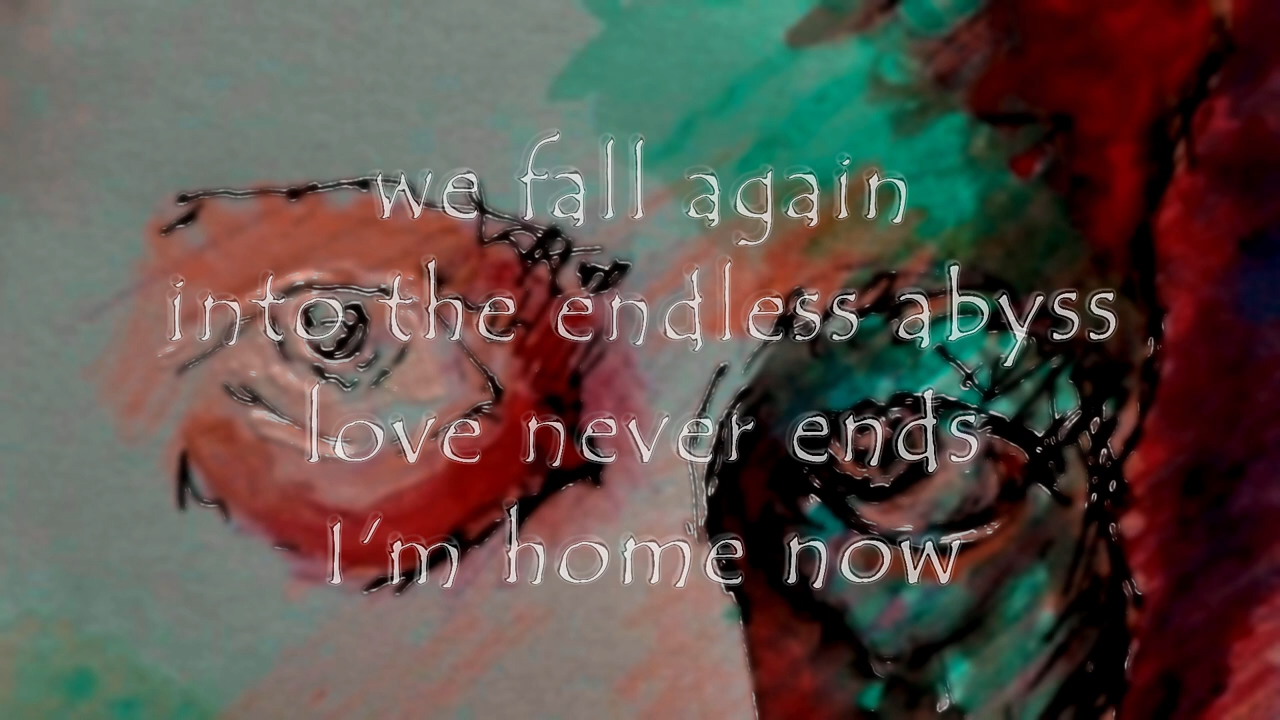 we fall again
into the endless abyss
love never ends
I'm home now